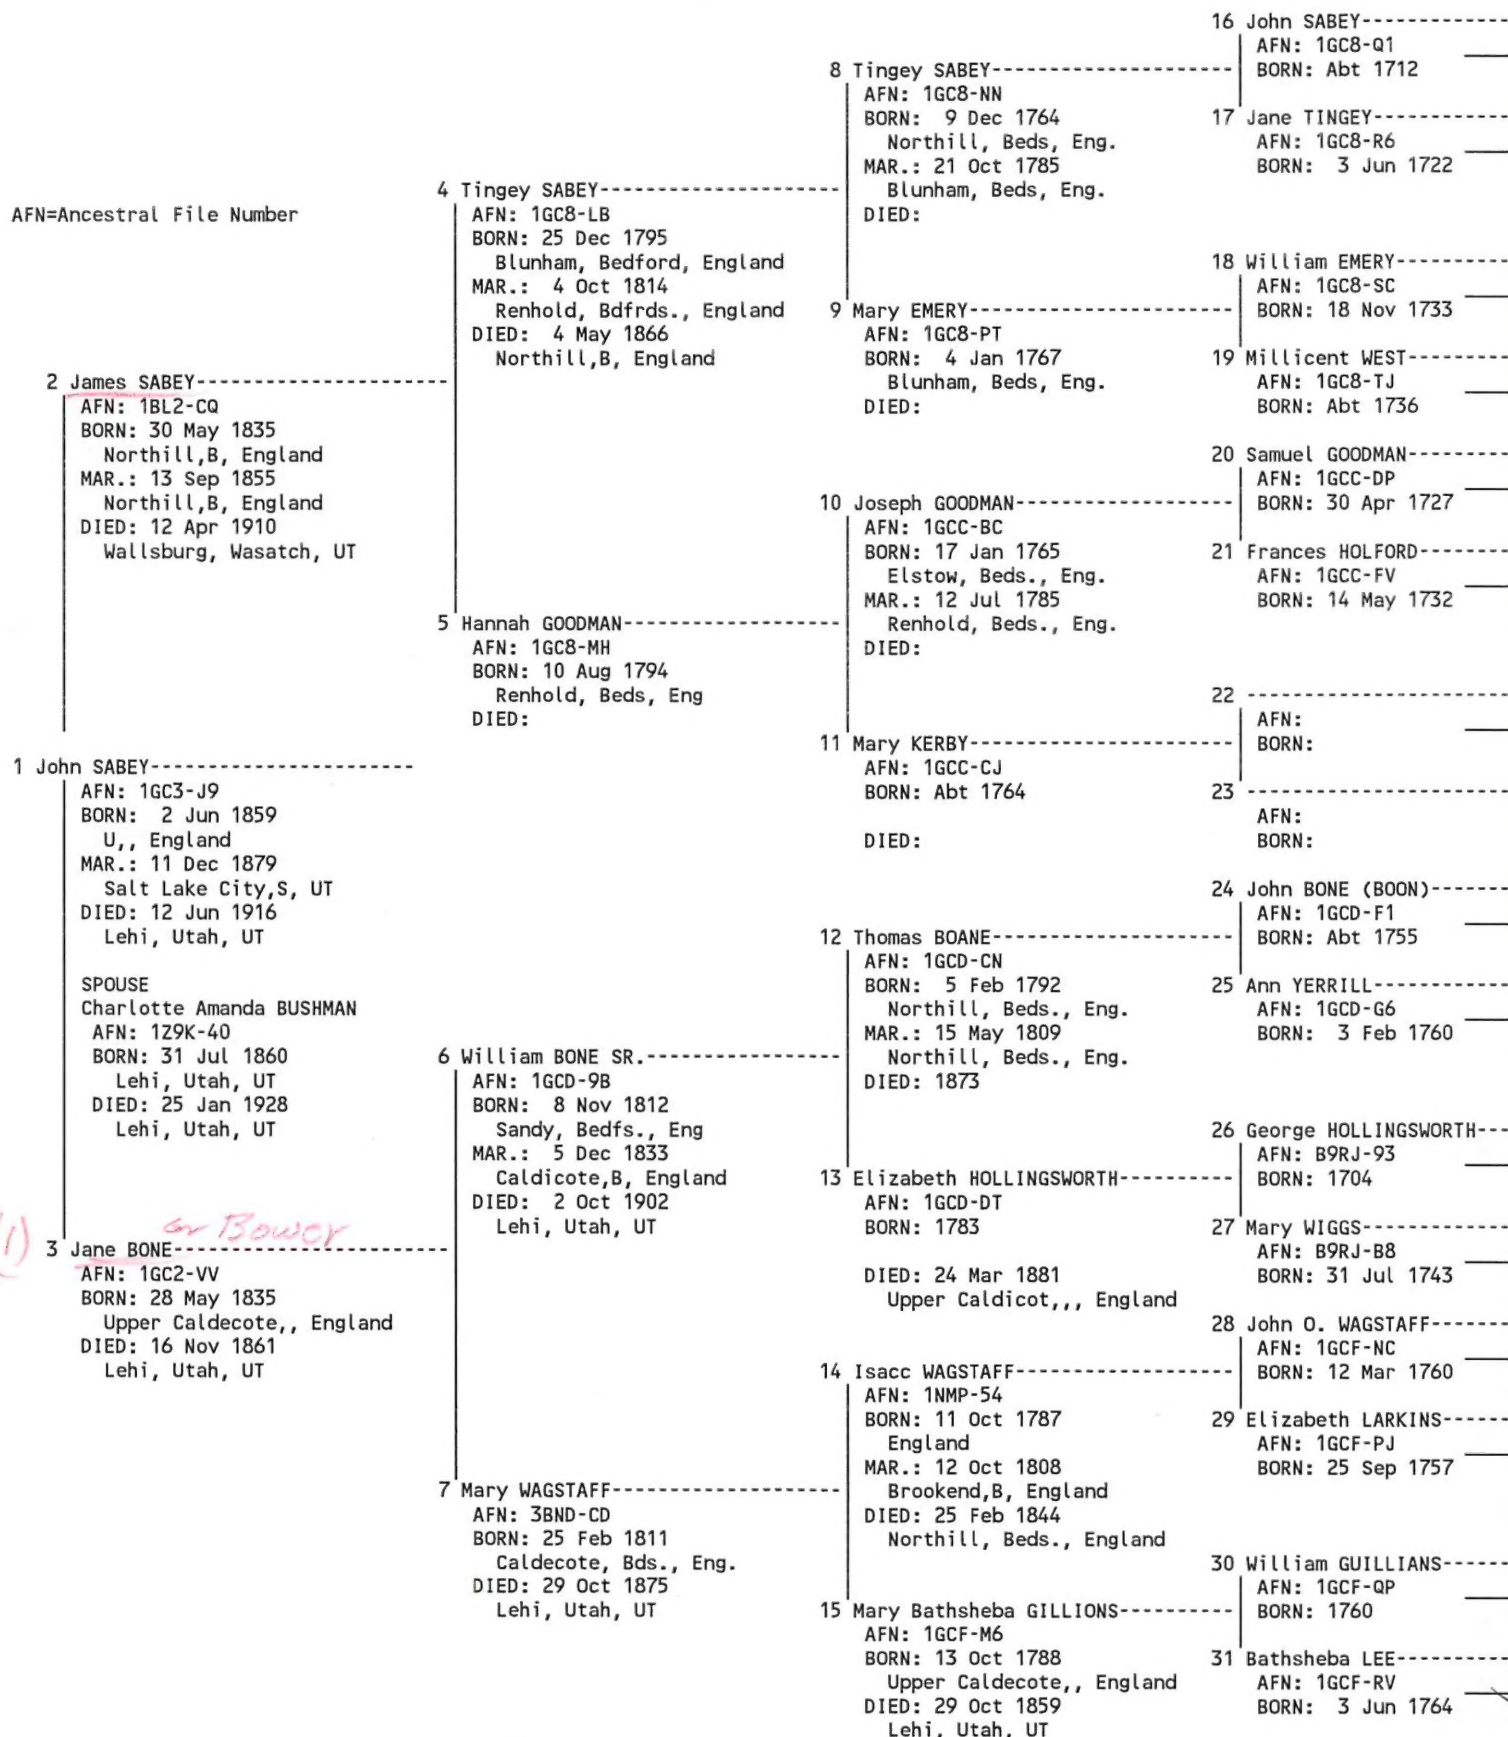 AFN=Ancestral File Number
1 John SABEY-----------------------
AFN: 1GC3-J9
BORN:  2 Jun 1859
U,, England
MAR.: 11 Dec 1879
Salt Lake City,S, UT
DIED: 12 Jun 1916
Lehi, Utah, UT
SPOUSE
Charlotte Amanda BUSHMAN
AFN: 1Z9K-40
BORN: 31 Jul 1860
Lehi, Utah, UT
DIED: 25 Jan 1928
Lehi, Utah, UT
2 James SABEY---------------------
AFN: 1BL2-CQ
BORN: 30 May 1835
Northill,B, England
MAR.: 13 Sep 1855
Northill,B, England
DIED: 12 Apr 1910
Wallsburg, Wasatch, UT
or Bower
3 Jane BONE-----------------------
AFN: 1GC2-VV
BORN: 28 May 1835
Upper Caldecote,, England
DIED: 16 Nov 1861
Lehi, Utah, UT
4 Tingey SABEY--------------------
AFN: 1GC8-LB
BORN: 25 Dec 1795
Blunham, Bedford, England
MAR.:  4 Oct 1814
Renhold, Bdfrds., England
DIED:  4 May 1866
Northill,B, England
5 Hannah GOODMAN------------------
AFN: 1GC8-MH
BORN: 10 Aug 1794
Renhold, Beds, Eng
DIED:
6 William BONE SR.----------------
AFN: 1GCD-9B
BORN:  8 Nov 1812
Sandy, Bedfs., Eng
MAR.:  5 Dec 1833
Caldicote,B, England
DIED:  2 Oct 1902
Lehi, Utah, UT
7 Mary WAGSTAFF-------------------
AFN: 3BND-CD
BORN: 25 Feb 1811
Caldecote, Bds., Eng.
DIED: 29 Oct 1875
Lehi, Utah, UT
8 Tingey SABEY--------------------
AFN: 1GC8-NN
BORN:  9 Dec 1764
Northill, Beds, Eng.
MAR.: 21 Oct 1785
Blunham, Beds, Eng.
DIED:
9 Mary EMERY----------------------
AFN: 1GC8-PT
BORN:  4 Jan 1767
Blunham, Beds, Eng.
DIED:
10 Joseph GOODMAN------------------
AFN: 1GCC-BC
BORN: 17 Jan 1765
Elstow, Beds., Eng.
MAR.: 12 Jul 1785
Renhold, Beds., Eng.
DIED:
11 Mary KERBY----------------------
AFN: 1GCC-CJ
BORN: Abt 1764
DIED:
12 Thomas BOANE--------------------
AFN: 1GCD-CN
BORN:  5 Feb 1792
Northill, Beds., Eng.
MAR.: 15 May 1809
Northill, Beds., Eng.
DIED: 1873
13 Elizabeth HOLLINGSWORTH---------
AFN: 1GCD-DT
BORN: 1783
DIED: 24 Mar 1881
Upper Caldicot,,, England
14 Isacc WAGSTAFF------------------
AFN: 1NMP-54
BORN: 11 Oct 1787
England
MAR.: 12 Oct 1808
Brookend,B, England
DIED: 25 Feb 1844
Northill, Beds., England
15 Mary Bathsheba GILLIONS---------
AFN: 1GCF-M6
BORN: 13 Oct 1788
Upper Caldecote,, England
DIED: 29 Oct 1859
Lehi, Utah, UT
16 John SABEY------------
AFN: 1GC8-Q1
BORN: Abt 1712
17 Jane TINGEY-----------
AFN: 1GC8-R6
BORN:  3 Jun 1722
18 William EMERY---------
AFN: 1GC8-SC
BORN: 18 Nov 1733
19 Millicent WEST--------
AFN: 1GC8-TJ
BORN: Abt 1736
20 Samuel GOODMAN--------
AFN: 1GCC-DP
BORN: 30 Apr 1727
21 Frances HOLFORD-------
AFN: 1GCC-FV
BORN: 14 May 1732
22 ----------------------
AFN:
BORN:
23 ----------------------
AFN:
BORN:
24 John BONE (BOON)------
AFN: 1GCD-F1
BORN: Abt 1755
25 Ann YERRILL-----------
AFN: 1GCD-G6
BORN:  3 Feb 1760
26 George HOLLINGSWORTH---
AFN: B9RJ-93
BORN: 1704
27 Mary WIGGS------------
AFN: B9RJ-B8
BORN: 31 Jul 1743
28 John O. WAGSTAFF------
AFN: 1GCF-NC
BORN: 12 Mar 1760
29 Elizabeth LARKINS-----
AFN: 1GCF-PJ
BORN: 25 Sep 1757
30 William GUILLIANS-----
AFN: 1GCF-QP
BORN: 1760
31 Bathsheba LEE---------
AFN: 1GCF-RV
BORN:  3 Jun 1764